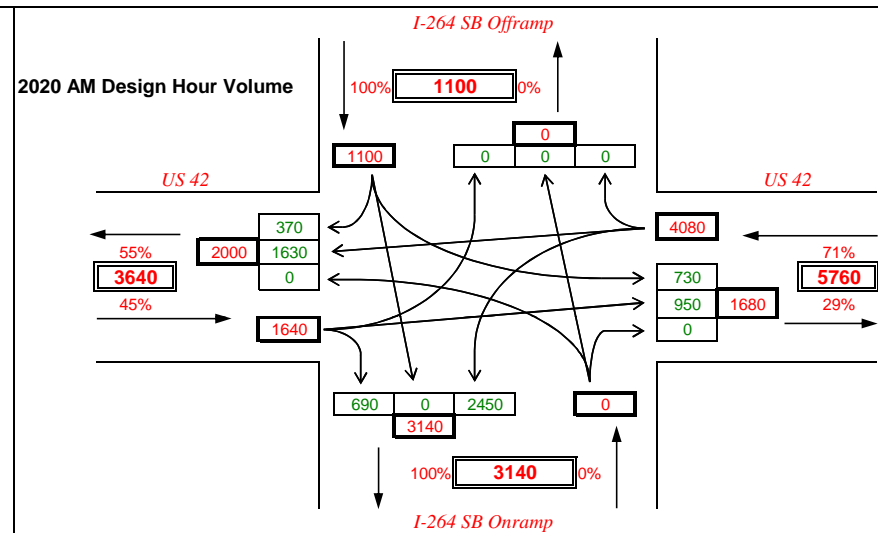 I-264 SB Offramp
2020 AM Design Hour Volume
100% 1100 0%
0
1100 0 0 0
US 42 US 42
370 4080
55% 2000 1630 71%
3640 0 730 5760
45% 950 1680 29%
1640 0
690 0 2450 0
3140
100% 3140 0%
I-264 SB Onramp